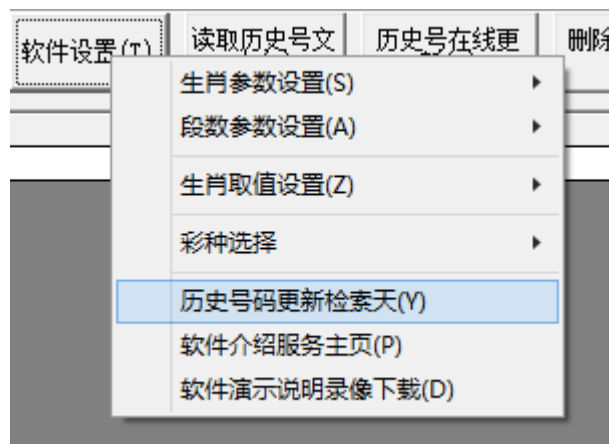 软件设置(T)
读取历史号文
历史号在线更
删除
生肖参数设置(S)
段数参数设置(A)
生肖取值设置(Z)
彩种选择
历史号码更新检索天(Y)
软件介绍服务主页(P)
软件演示说明录像下载(D)